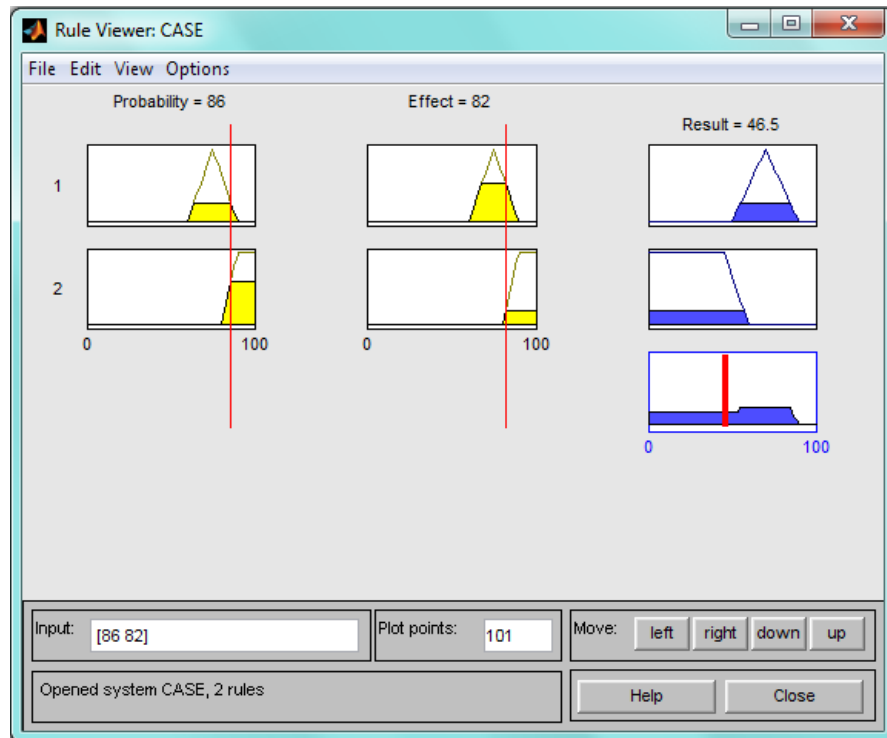 Rule Viewer: CASE
File Edit View Options
Probability = 86
Effect = 82
Result = 46.5
1
2
0 100
0 100
0 100
Input: [86 82]
Plot points: 101
Move: left right down up
Opened system CASE, 2 rules
Help Close